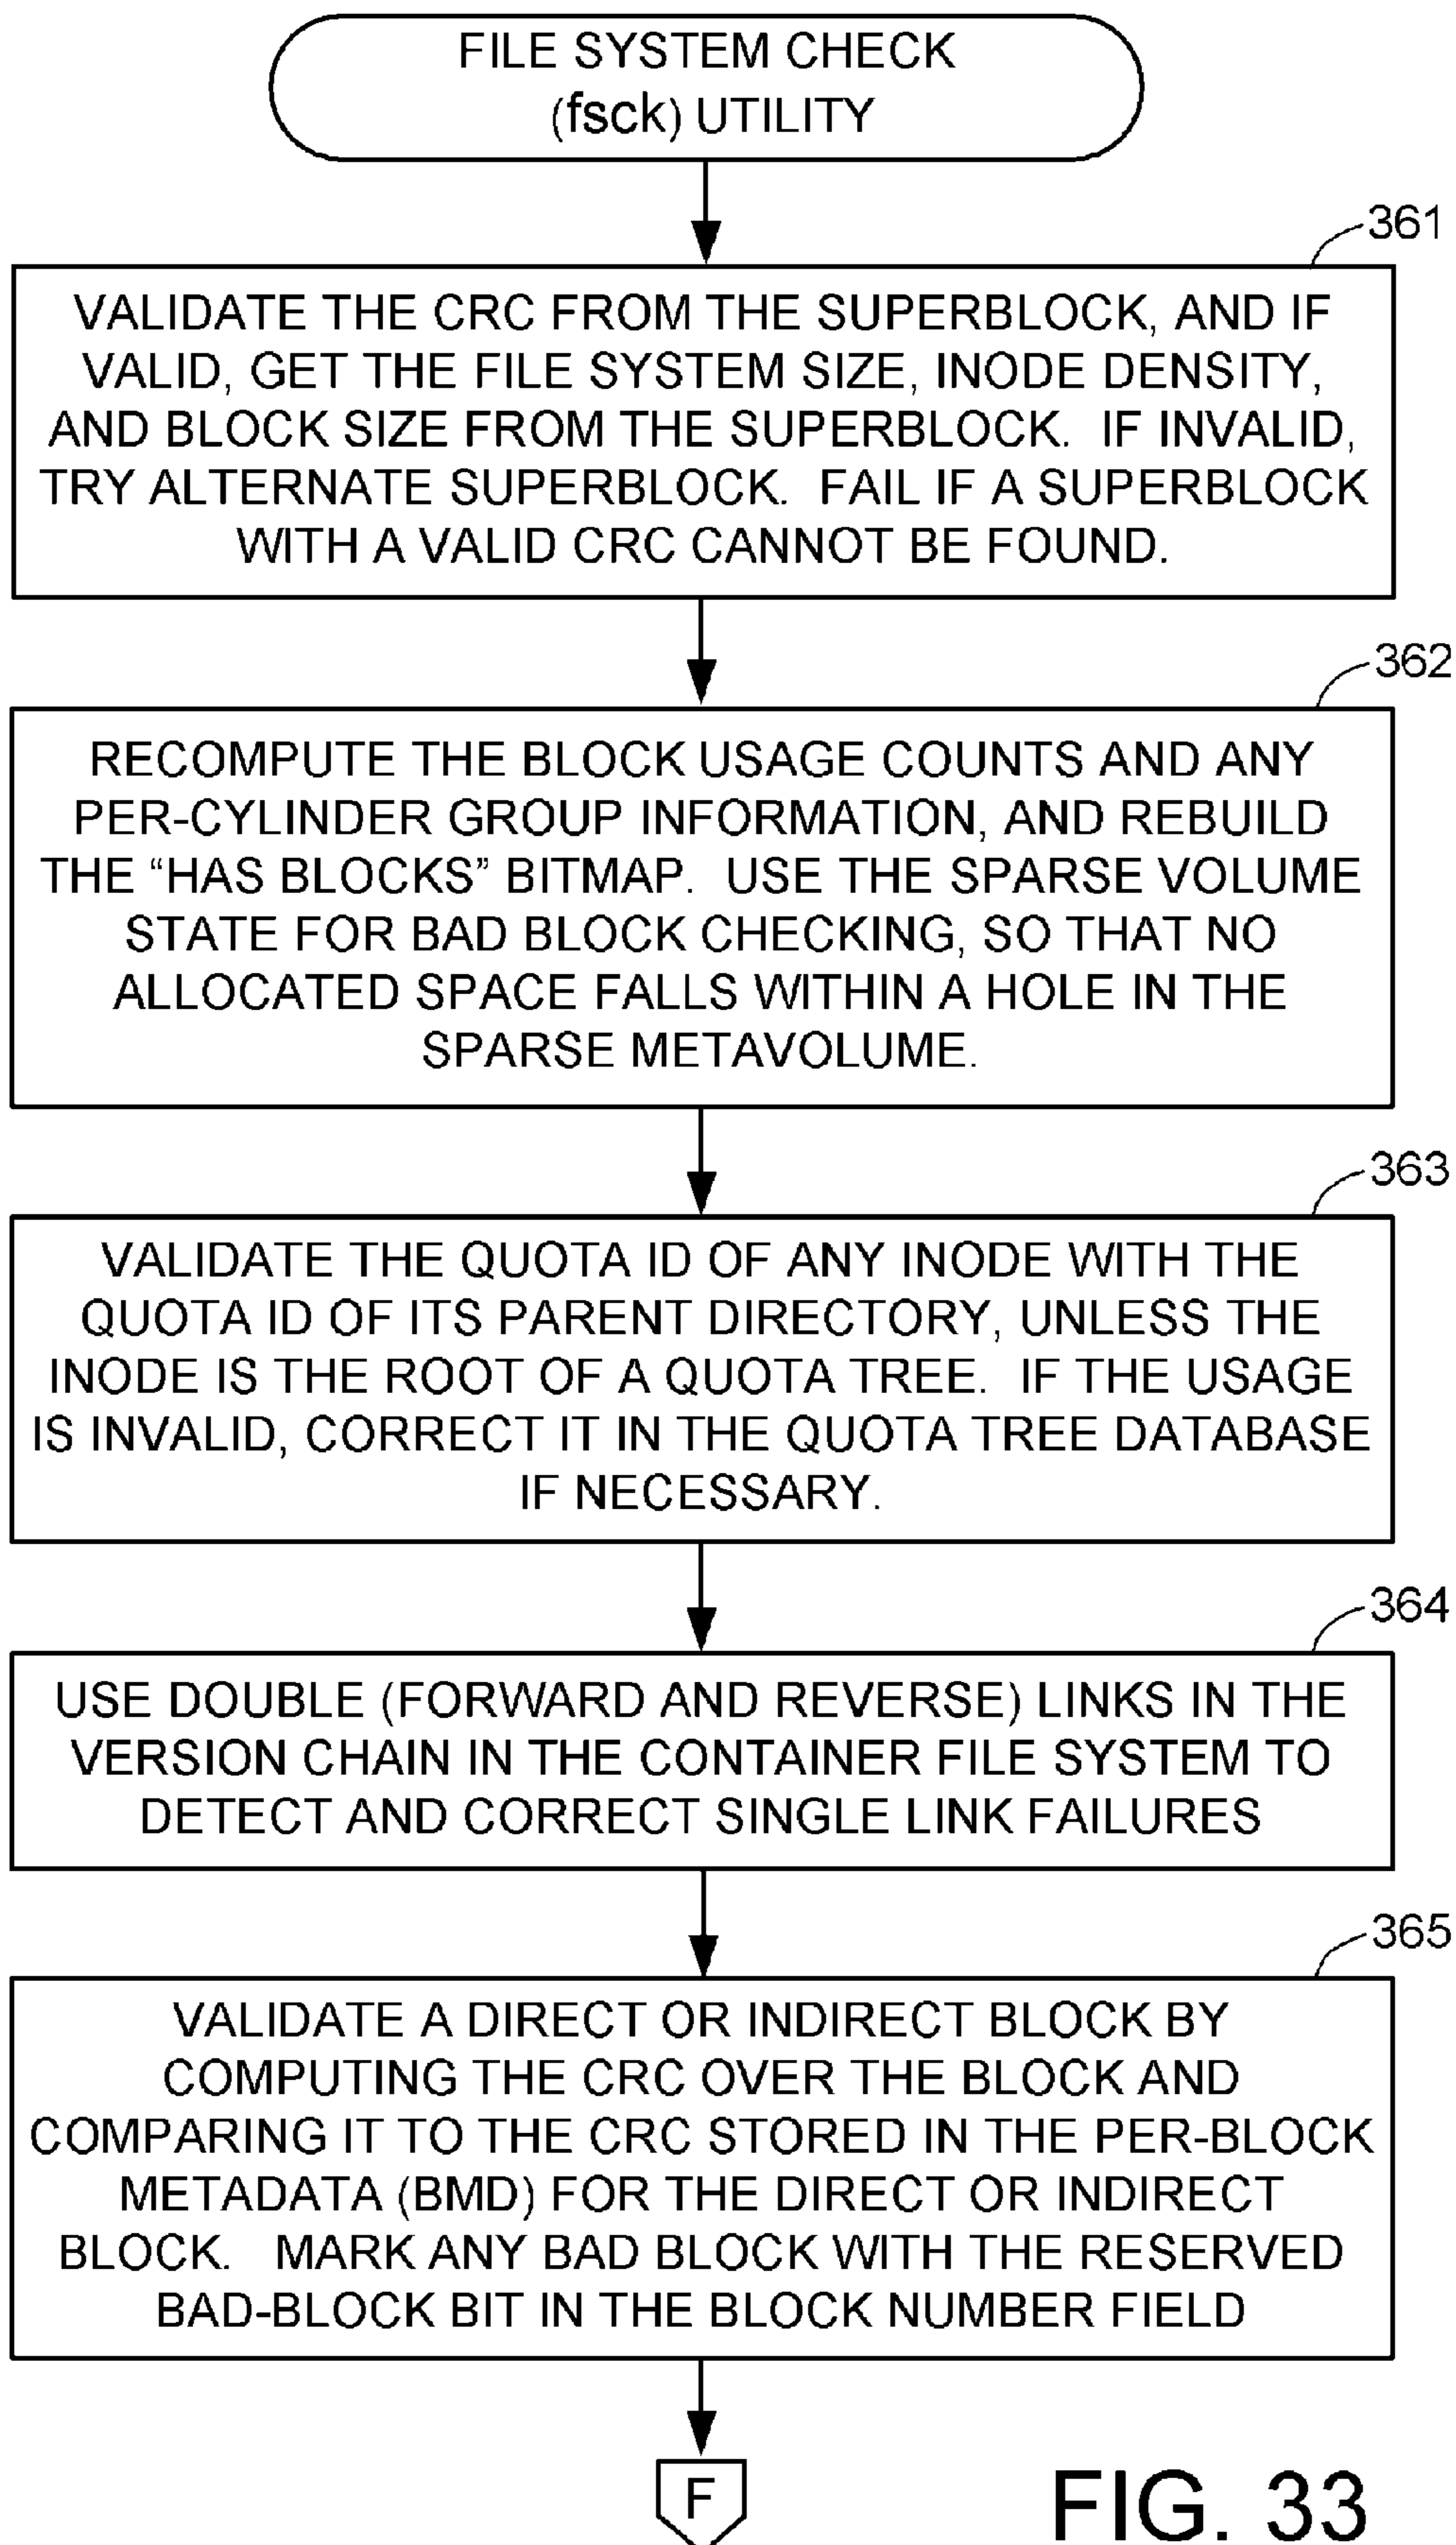 FILE SYSTEM CHECK
(fsck) UTILITY
361
VALIDATE THE CRC FROM THE SUPERBLOCK, AND IF
VALID, GET THE FILE SYSTEM SIZE, INODE DENSITY,
AND BLOCK SIZE FROM THE SUPERBLOCK. IF INVALID,
TRY ALTERNATE SUPERBLOCK. FAIL IF A SUPERBLOCK
WITH A VALID CRC CANNOT BE FOUND.
362
RECOMPUTE THE BLOCK USAGE COUNTS AND ANY
PER-CYLINDER GROUP INFORMATION, AND REBUILD
THE “HAS BLOCKS” BITMAP. USE THE SPARSE VOLUME
STATE FOR BAD BLOCK CHECKING, SO THAT NO
ALLOCATED SPACE FALLS WITHIN A HOLE IN THE
SPARSE METAVOLUME.
363
VALIDATE THE QUOTA ID OF ANY INODE WITH THE
QUOTA ID OF ITS PARENT DIRECTORY, UNLESS THE
INODE IS THE ROOT OF A QUOTA TREE. IF THE USAGE
IS INVALID, CORRECT IT IN THE QUOTA TREE DATABASE
IF NECESSARY.
364
USE DOUBLE (FORWARD AND REVERSE) LINKS IN THE
VERSION CHAIN IN THE CONTAINER FILE SYSTEM TO
DETECT AND CORRECT SINGLE LINK FAILURES
365
VALIDATE A DIRECT OR INDIRECT BLOCK BY
COMPUTING THE CRC OVER THE BLOCK AND
COMPARING IT TO THE CRC STORED IN THE PER-BLOCK
METADATA (BMD) FOR THE DIRECT OR INDIRECT
BLOCK. MARK ANY BAD BLOCK WITH THE RESERVED
BAD-BLOCK BIT IN THE BLOCK NUMBER FIELD
F
FIG. 33